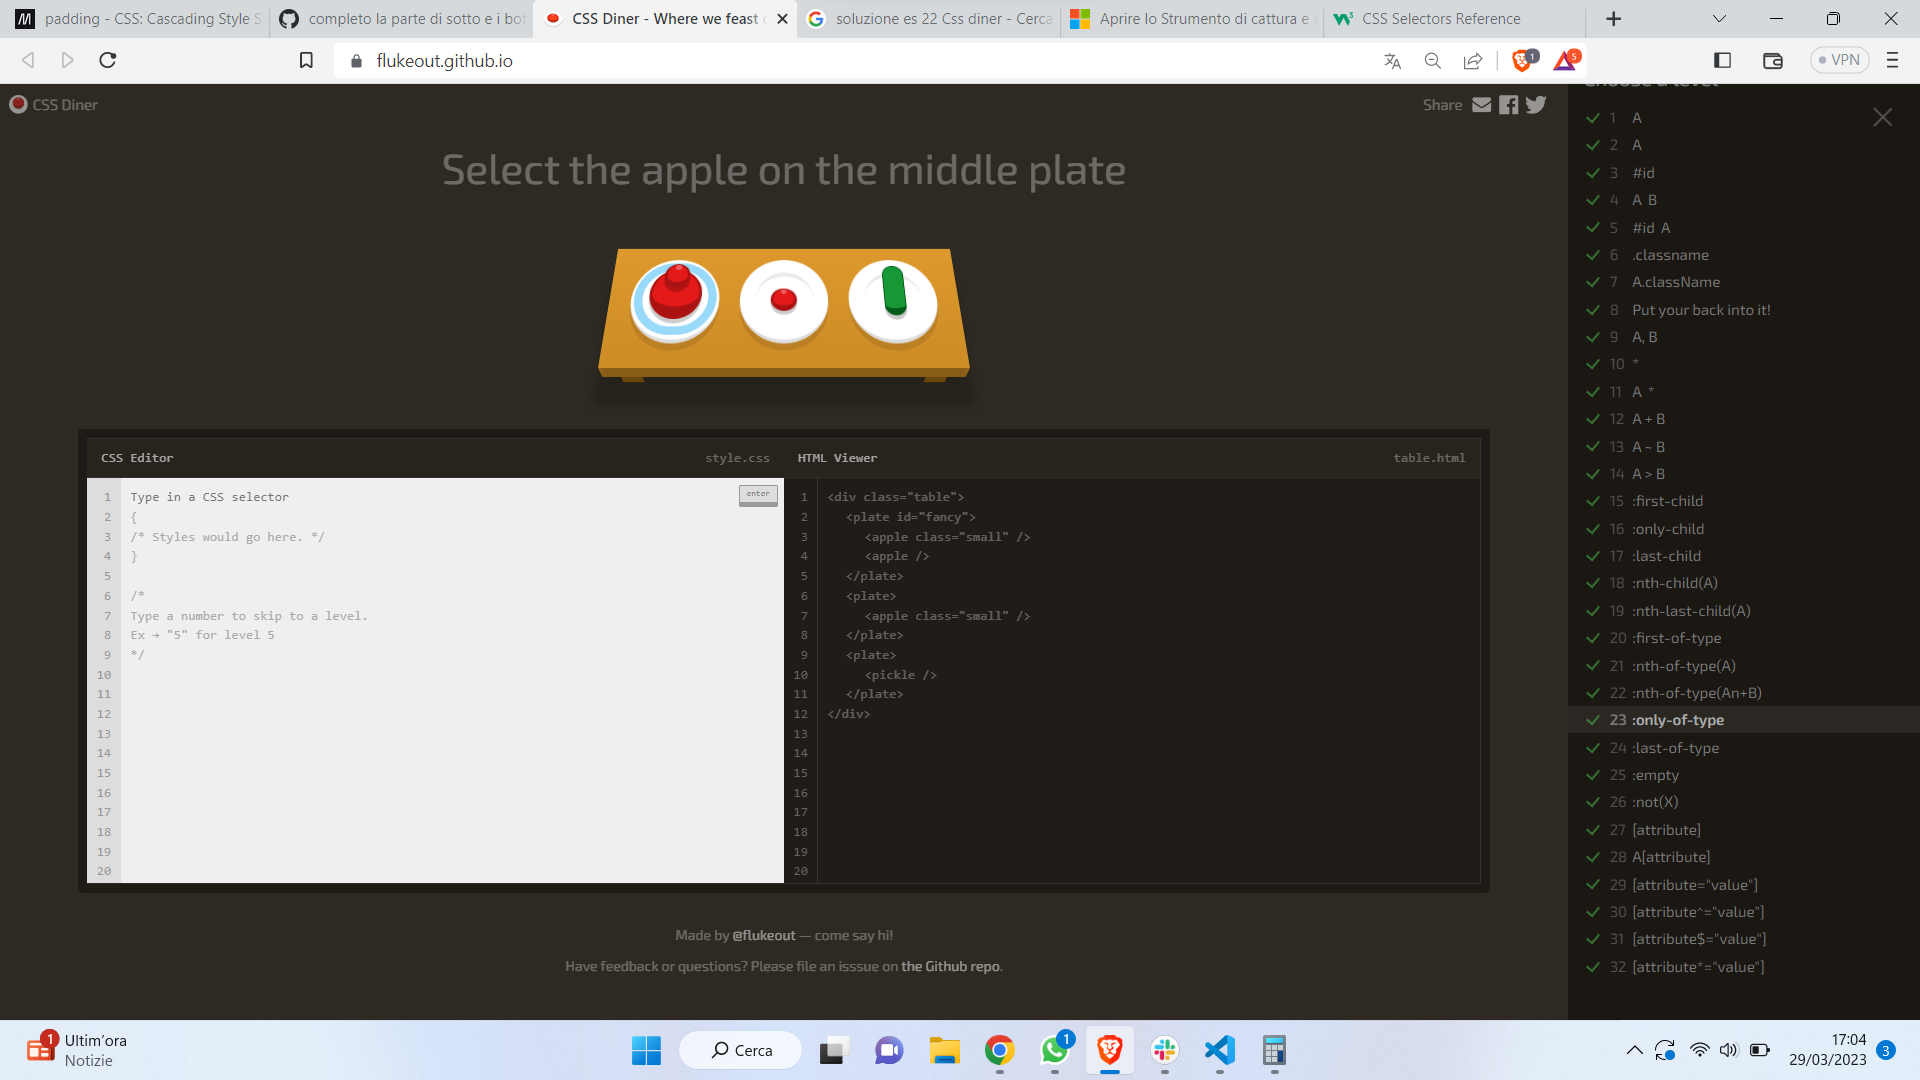 padding - CSS: Cascading Style S
completo la parte di sotto e i bot
CSS Diner - Where we feast
soluzione es 22 Css diner - Cerca
Aprire lo Strumento di cattura e a
CSS Selectors Reference
flukeout.github.io
1
5
VPN
CSS Diner
Share
Select the apple on the middle plate
CSS Editor
style.css
HTML Viewer
table.html
enter
1 Type in a CSS selector
2 {
3 /* Styles would go here. */
4 }
5
6 /*
7 Type a number to skip to a level.
8 Ex → "5" for level 5
9 */
10
11
12
13
14
15
16
17
18
19
20
1 <div class="table">
2 <plate id="fancy">
3 <apple class="small" />
4 <apple />
5 </plate>
6 <plate>
7 <apple class="small" />
8 </plate>
9 <plate>
10 <pickle />
11 </plate>
12 </div>
13
14
15
16
17
18
19
20
Made by @flukeout — come say hi!
Have feedback or questions? Please file an isssue on the Github repo.
Choose a level
1 A
2 A
3 #id
4 A B
5 #id A
6 .classname
7 A.className
8 Put your back into it!
9 A, B
10 *
11 A *
12 A + B
13 A ~ B
14 A > B
15 :first-child
16 :only-child
17 :last-child
18 :nth-child(A)
19 :nth-last-child(A)
20 :first-of-type
21 :nth-of-type(A)
22 :nth-of-type(An+B)
23 :only-of-type
24 :last-of-type
25 :empty
26 :not(X)
27 [attribute]
28 A[attribute]
29 [attribute="value"]
30 [attribute^="value"]
31 [attribute$="value"]
32 [attribute*="value"]
1
Ultim'ora
Notizie
Cerca
1
17:04
29/03/2023
3